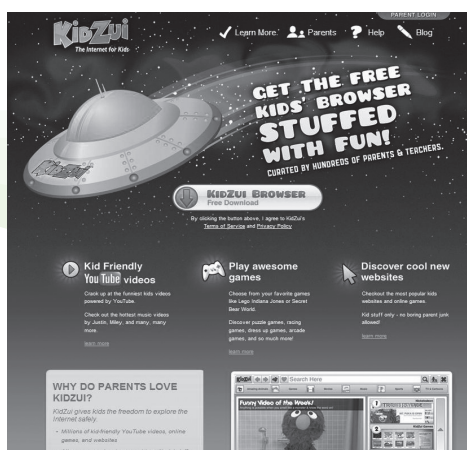 PARENT LOGIN
KidZui
The Internet for Kids
Learn More
Parents
Help
Blog
GET THE FREE
KIDS' BROWSER
STUFFED
WITH FUN!
CURATED BY HUNDREDS OF PARENTS & TEACHERS.
KidZui
KIDZUI BROWSER
Free Download
By clicking the button above, I agree to KidZui's
Terms of Service and Privacy Policy
Kid Friendly
You Tube videos
Crack up at the funniest kids videos
powered by YouTube.
Check out the hottest music videos
by Justin, Miley, and many, many
more.
learn more
Play awesome
games
Choose from your favorite games
like Lego Indiana Jones or Secret
Bear World.
Discover puzzle games, racing
games, dress up games, arcade
games, and so much more!
learn more
Discover cool new
websites
Checkout the most popular kids
websites and online games.
Kid stuff only - no boring parent junk
allowed!
learn more
WHY DO PARENTS LOVE
KIDZUI?
KidZui gives kids the freedom to explore the
Internet safely.
• Millions of kid-friendly YouTube videos, online
games, and websites
KidZui
Search Here
Funny Video of the Week!
1
2